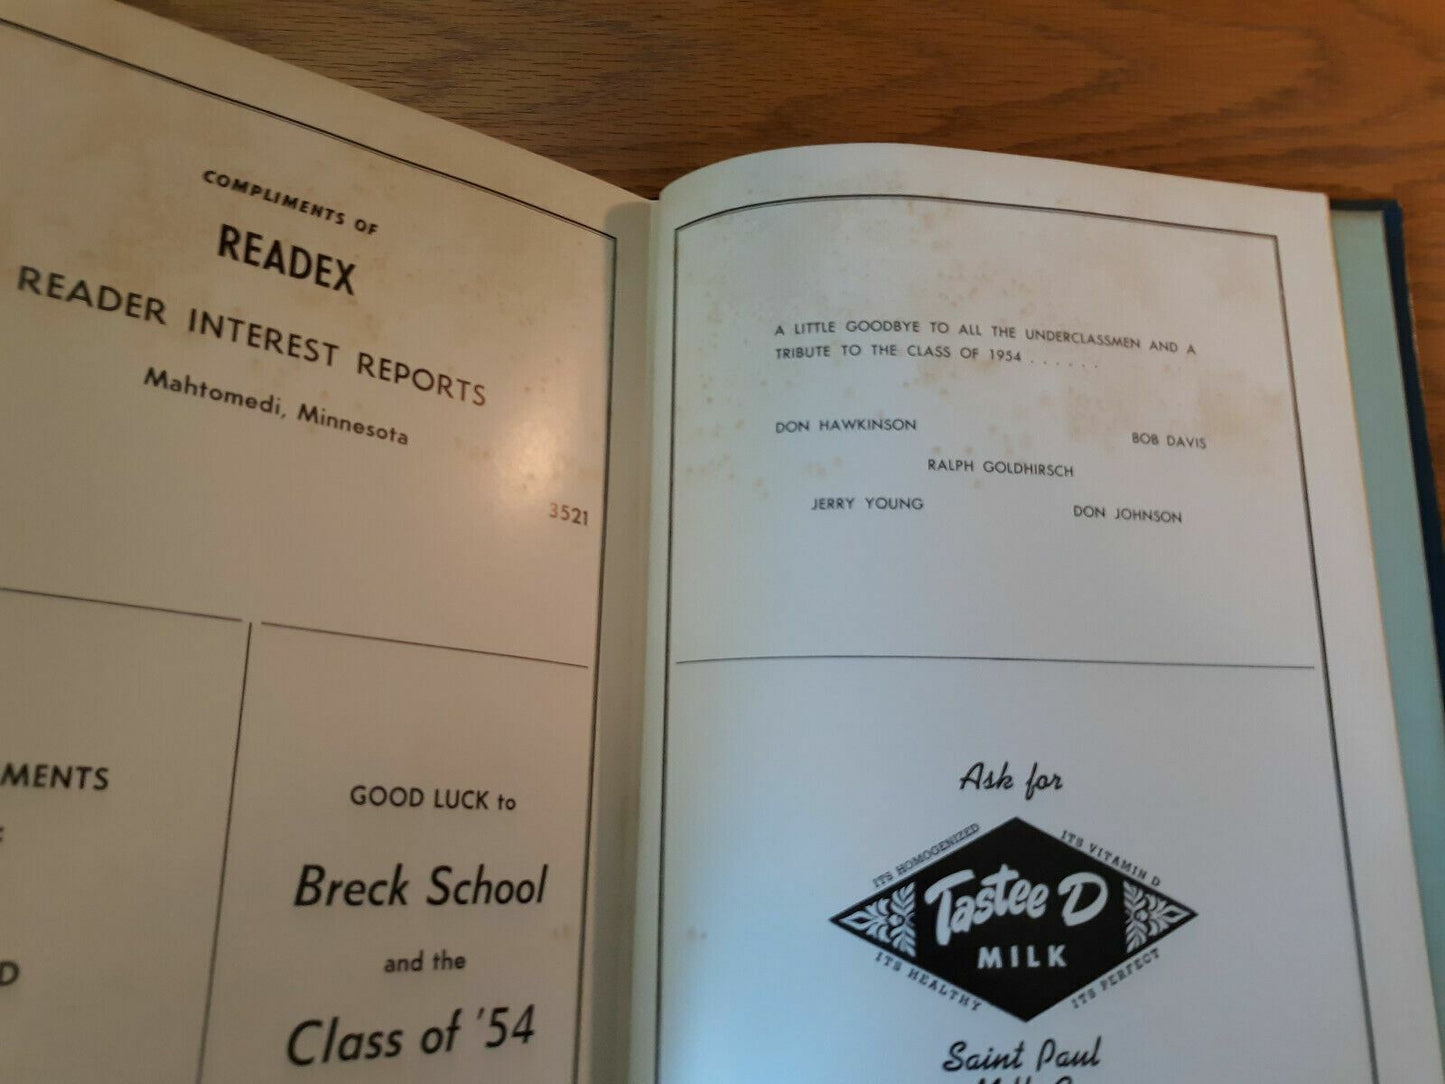 COMPLIMENTS OF
READEX
READER INTEREST REPORTS
Mahtomedi, Minnesota
3521
MENTS
D
GOOD LUCK to
Breck School
and the
Class of '54
A LITTLE GOODBYE TO ALL THE UNDERCLASSMEN AND A
TRIBUTE TO THE CLASS OF 1954 . . . . . .
DON HAWKINSON
BOB DAVIS
RALPH GOLDHIRSCH
JERRY YOUNG
DON JOHNSON
Ask for
ITS HOMOGENIZED
ITS VITAMIN D
Tastee D
MILK
ITS HEALTHY
ITS PERFECT
Saint Paul